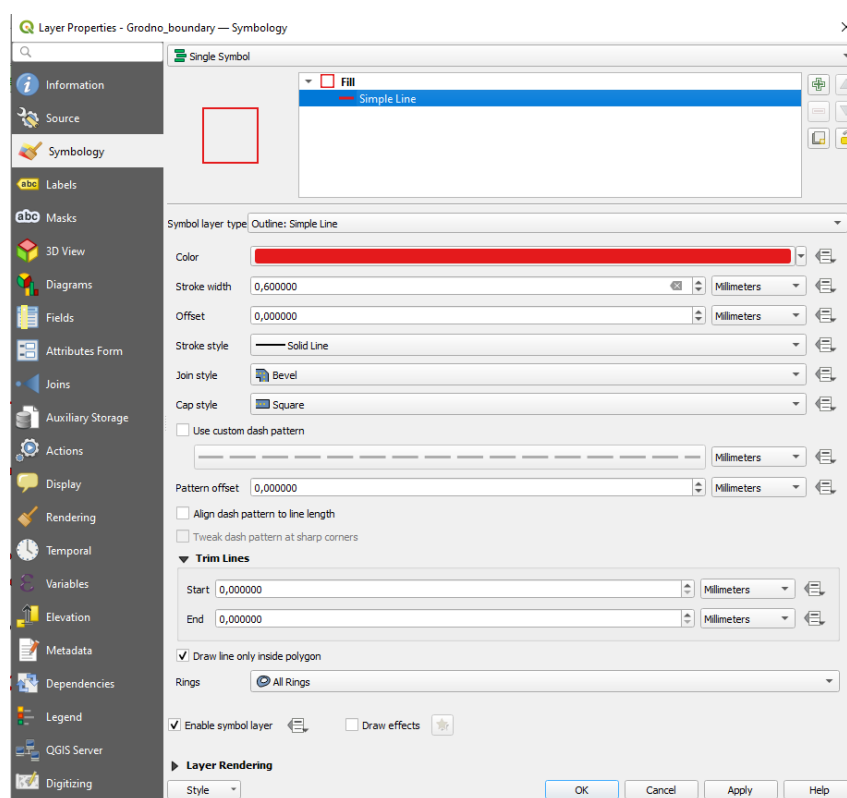 Layer Properties - Grodno_boundary — Symbology
Single Symbol
Information
Source
Symbology
abc Labels
abc Masks
3D View
Diagrams
Fields
Attributes Form
Joins
Auxiliary Storage
Actions
Display
Rendering
Temporal
Variables
Elevation
Metadata
Dependencies
Legend
QGIS Server
Digitizing
Fill
Simple Line
Symbol layer type Outline: Simple Line
Color
Stroke width 0,600000 Millimeters
Offset 0,000000 Millimeters
Stroke style Solid Line
Join style Bevel
Cap style Square
Use custom dash pattern
Millimeters
Pattern offset 0,000000 Millimeters
Align dash pattern to line length
Tweak dash pattern at sharp corners
Trim Lines
Start 0,000000 Millimeters
End 0,000000 Millimeters
Draw line only inside polygon
Rings All Rings
Enable symbol layer Draw effects
Layer Rendering
Style OK Cancel Apply Help